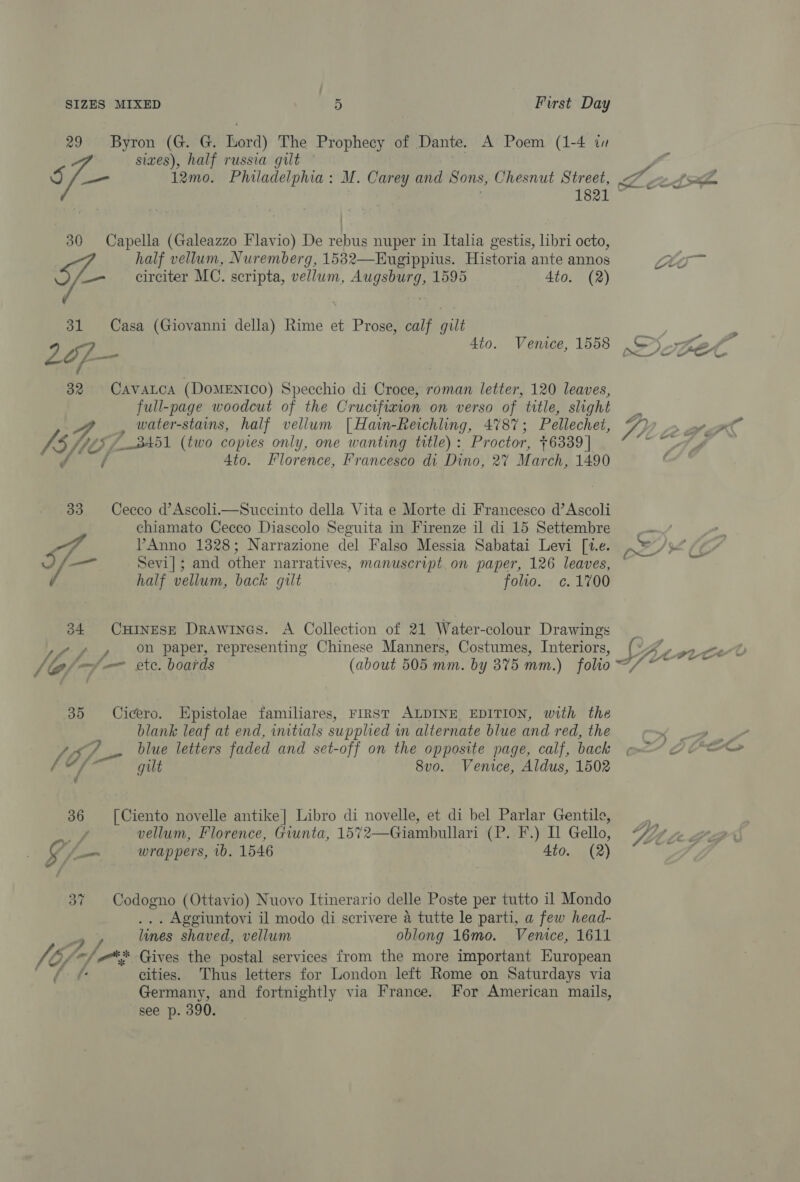 SIZES MIXED 5 First Day
29 Byron (G. G. Lord) The Prophecy of Dante. A Poem (1-4 in
sixes), half russia gilt
5/— 12mo. Philadelphia: M. Carey and Sons, Chesnut Street,
1821
30 Capella (Galeazzo Flavio) De rebus nuper in Italia gestis, libri octo,
half vellum, Nuremberg, 1532—Eugippius. Historia ante annos
5/— circiter MC. scripta, vellum, Augsburg, 1595 4to. (2)
31 Casa (Giovanni della) Rime et Prose, calf gilt
4to. Venice, 1558
32 Cavalca (Domenico) Specchio di Croce, roman letter, 120 leaves,
full-page woodcut of the Crucifixion on verso of title, slight
water-stains, half vellum [Hain-Reichling, 4787; Pellechet,
3451 (two copies only, one wanting title): Proctor, †6339]
4to. Florence, Francesco di Dino, 27 March, 1490
33 Cecco d'Ascoli.—Succinto della Vita e Morte di Francesco d'Ascoli
chiamato Cecco Diascolo Seguita in Firenze il di 15 Settembre
l'Anno 1328; Narrazione del Falso Messia Sabatai Levi [i.e.
5/— Sevi]; and other narratives, manuscript on paper, 126 leaves,
half vellum, back gilt folio. c. 1700
34 Chinese Drawings. A Collection of 21 Water-colour Drawings
on paper, representing Chinese Manners, Costumes, Interiors,
etc. boards (about 505 mm. by 375 mm.) folio
35 Cicero. Epistolae familiares, FIRST ALDINE EDITION, with the
blank leaf at end, initials supplied in alternate blue and red, the
blue letters faded and set-off on the opposite page, calf, back
gilt 8vo. Venice, Aldus, 1502
36 [Ciento novelle antike] Libro di novelle, et di bel Parlar Gentile,
vellum, Florence, Giunta, 1572—Giambullari (P. F.) Il Gello,
wrappers, ib. 1546 4to. (2)
37 Codogno (Ottavio) Nuovo Itinerario delle Poste per tutto il Mondo
... Aggiuntovi il modo di scrivere à tutte le parti, a few head-
lines shaved, vellum oblong 16mo. Venice, 1611
*** Gives the postal services from the more important European
cities. Thus letters for London left Rome on Saturdays via
Germany, and fortnightly via France. For American mails,
see p. 390.